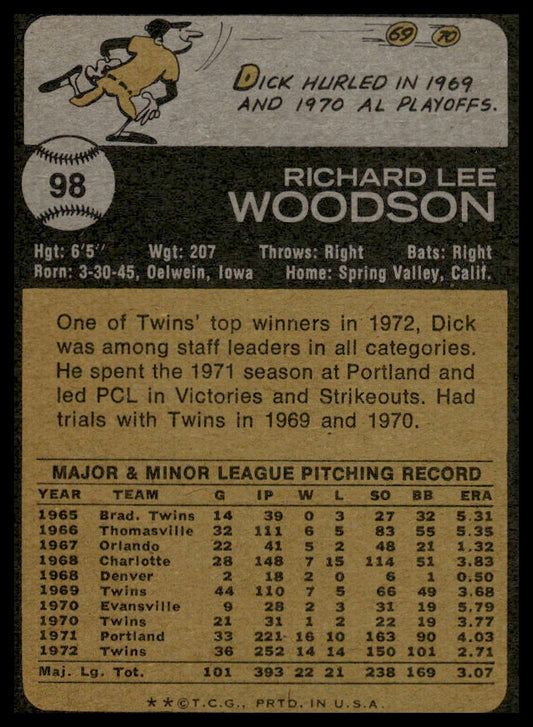 69 70
DICK HURLED IN 1969
AND 1970 AL PLAYOFFS.
98
RICHARD LEE
WOODSON
Hgt: 6'5" Wgt: 207 Throws: Right Bats: Right
Rorn: 3-30-45, Oelwein, Iowa Home: Spring Valley, Calif.
One of Twins' top winners in 1972, Dick
was among staff leaders in all categories.
He spent the 1971 season at Portland and
led PCL in Victories and Strikeouts. Had
trials with Twins in 1969 and 1970.
MAJOR & MINOR LEAGUE PITCHING RECORD
YEAR TEAM G IP W L SO BB ERA
1965 Brad. Twins 14 39 0 3 27 32 5.31
1966 Thomasville 32 111 6 5 83 55 5.35
1967 Orlando 22 41 5 2 48 21 1.32
1968 Charlotte 28 148 7 15 114 51 3.83
1968 Denver 2 18 2 0 6 1 0.50
1969 Twins 44 110 7 5 66 49 3.68
1970 Evansville 9 28 2 3 31 19 5.79
1970 Twins 21 31 1 2 22 19 3.77
1971 Portland 33 221 16 10 163 90 4.03
1972 Twins 36 252 14 14 150 101 2.71
Maj. Lg. Tot. 101 393 22 21 238 169 3.07
**©T.C.G., PRTD. IN U.S.A.